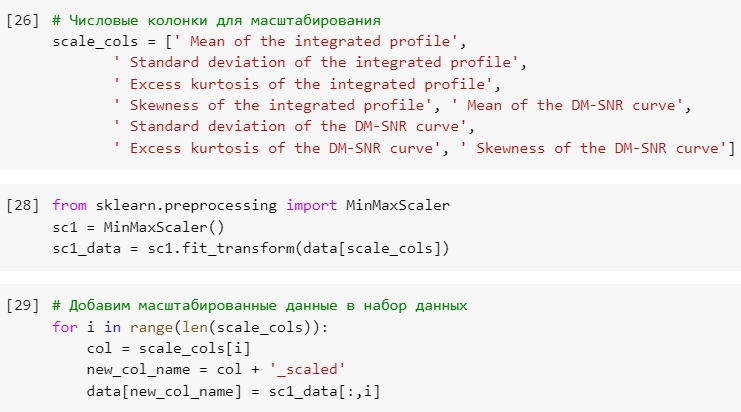 [26] # Числовые колонки для масштабирования
scale_cols = [' Mean of the integrated profile',
' Standard deviation of the integrated profile',
' Excess kurtosis of the integrated profile',
' Skewness of the integrated profile', ' Mean of the DM-SNR curve',
' Standard deviation of the DM-SNR curve',
' Excess kurtosis of the DM-SNR curve', ' Skewness of the DM-SNR curve']
[28] from sklearn.preprocessing import MinMaxScaler
sc1 = MinMaxScaler()
sc1_data = sc1.fit_transform(data[scale_cols])
[29] # Добавим масштабированные данные в набор данных
for i in range(len(scale_cols)):
col = scale_cols[i]
new_col_name = col + '_scaled'
data[new_col_name] = sc1_data[:,i]